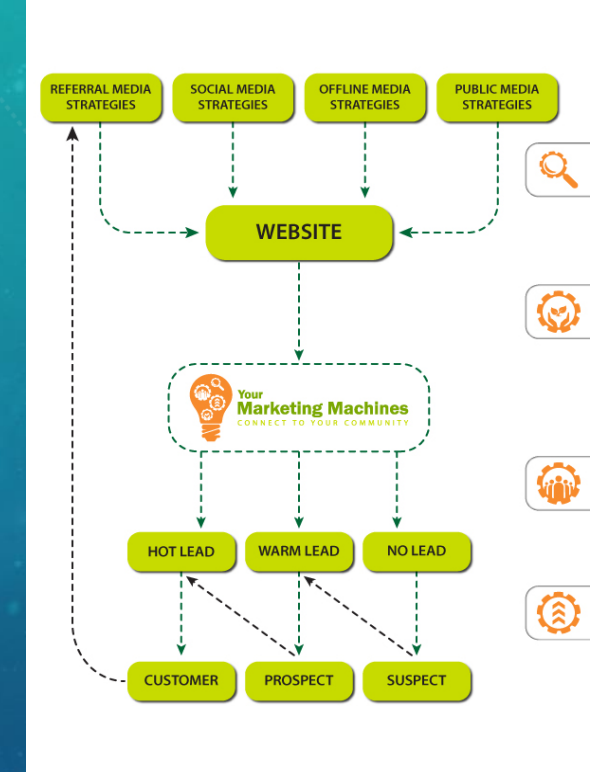 REFERRAL MEDIA
STRATEGIES
SOCIAL MEDIA
STRATEGIES
OFFLINE MEDIA
STRATEGIES
PUBLIC MEDIA
STRATEGIES
WEBSITE
Your
Marketing Machines
CONNECT TO YOUR COMMUNITY
HOT LEAD
WARM LEAD
NO LEAD
CUSTOMER
PROSPECT
SUSPECT